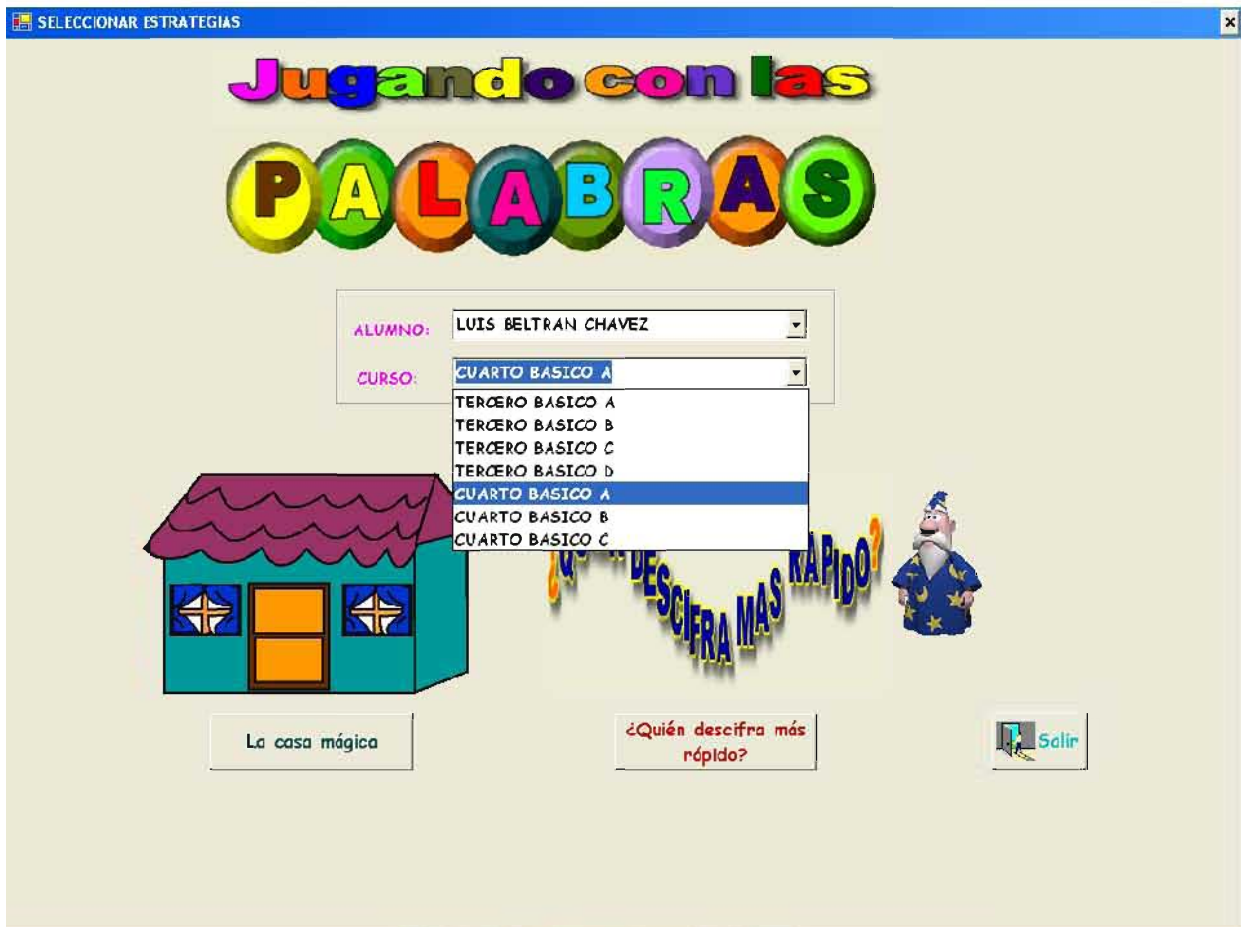 SELECCIONAR ESTRATEGIAS
Jugando con las
PALABRAS
ALUMNO:
LUIS BELTRAN CHAVEZ
CURSO:
CUARTO BASICO A
TERCERO BASICO A
TERCERO BASICO B
TERCERO BASICO C
TERCERO BASICO D
CUARTO BASICO A
CUARTO BASICO B
CUARTO BASICO C
DESCIFRA MAS RAPIDO?
La casa mágica
¿Quién descifra más
rápido?
Salir